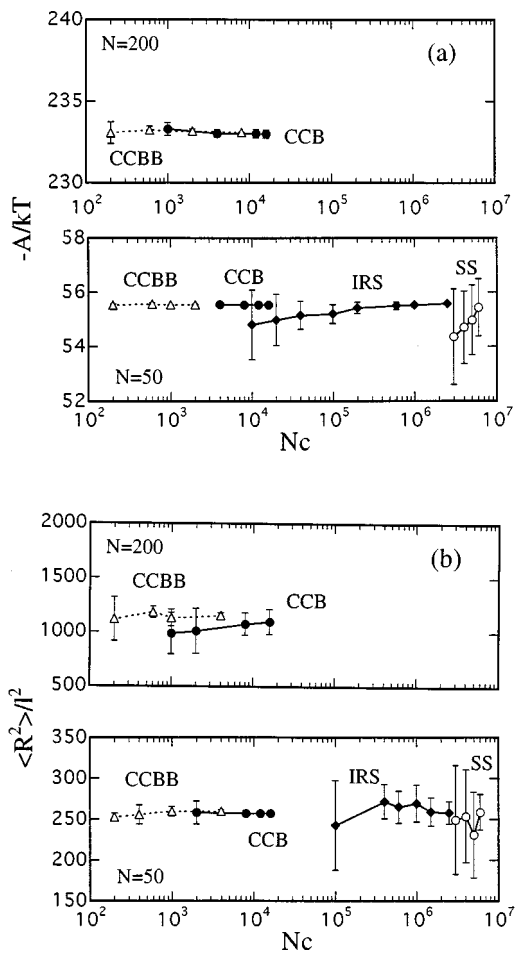 240
N=200
(a)
235
CCB
CCBB
230
10² 10³ 10⁴ 10⁵ 10⁶ 10⁷
-A/kT
58
CCBB CCB IRS SS
56
54
N=50
52
10² 10³ 10⁴ 10⁵ 10⁶ 10⁷
Nc
2000
N=200
(b)
1500
CCBB
CCB
1000
500
<R²>/l²
350
SS
CCBB IRS
300
250
CCB
200
N=50
150
10² 10³ 10⁴ 10⁵ 10⁶ 10⁷
Nc